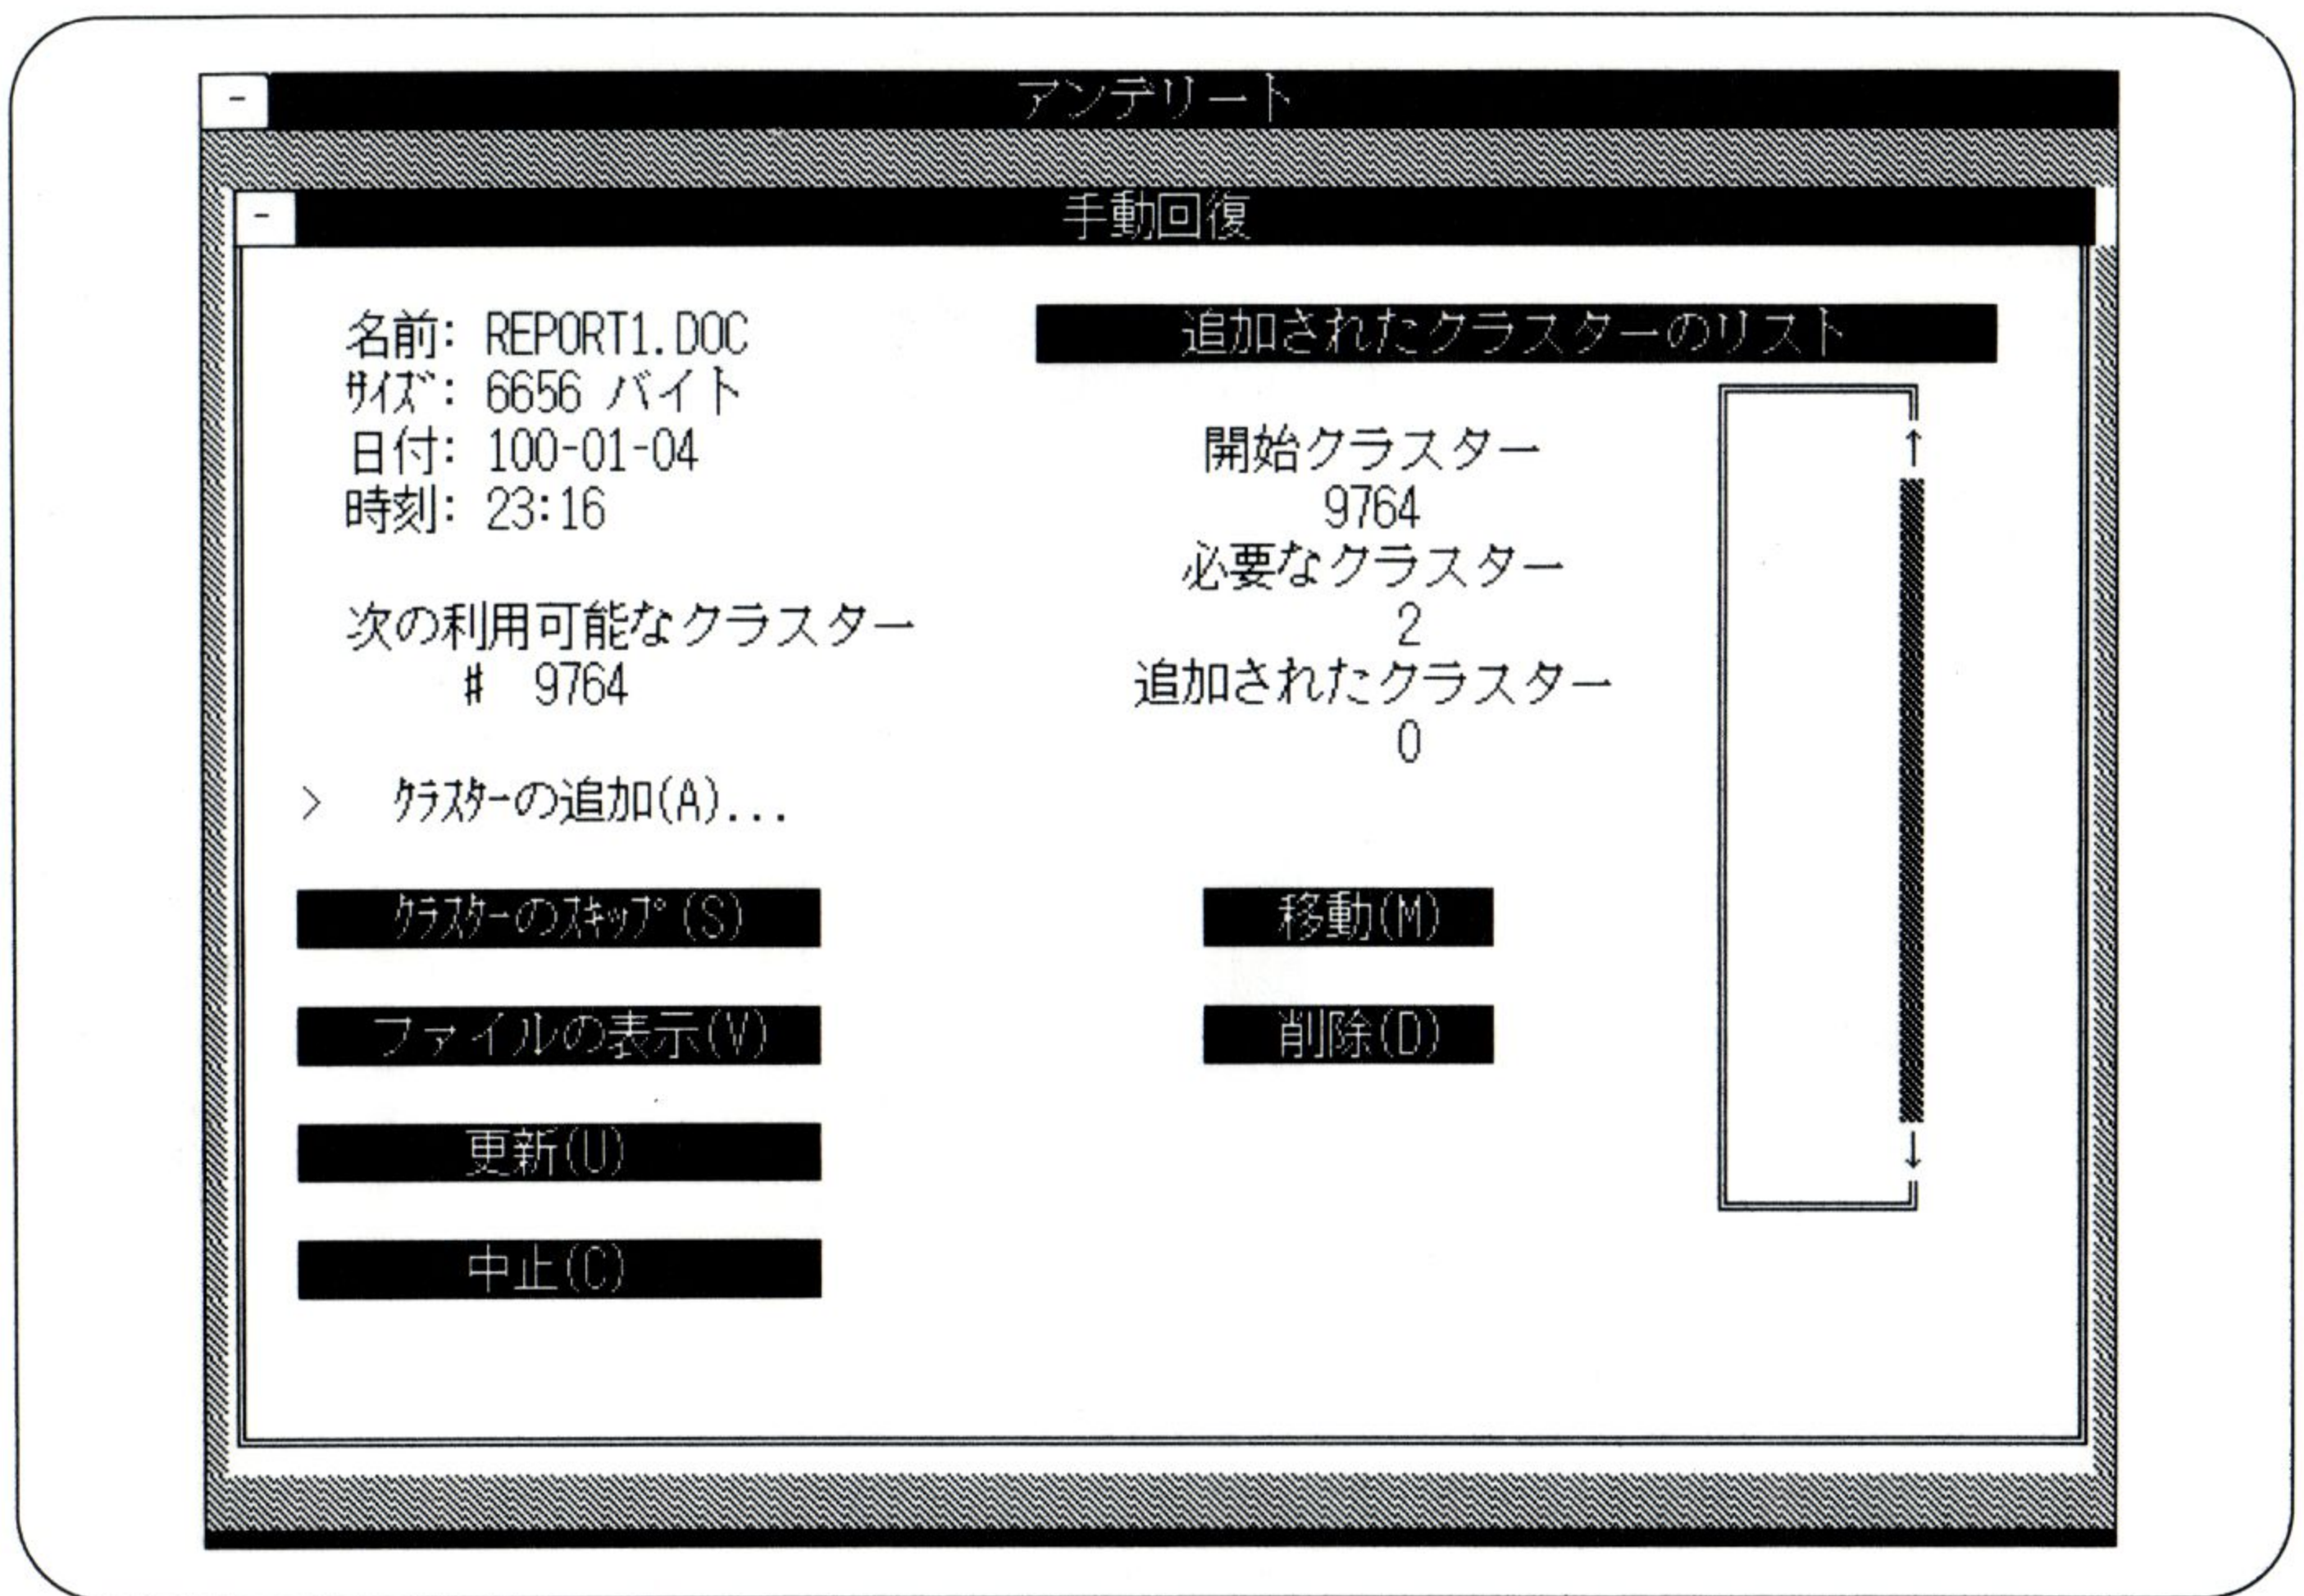 アンデリート
手動回復
名前: REPORT1.DOC
ｻｲｽﾞ: 6656 バイト
日付: 100-01-04
時刻: 23:16
次の利用可能なクラスター
# 9764
> ｸﾗｽﾀｰの追加(A)...
ｸﾗｽﾀｰのｽｷｯﾌﾟ(S)
ファイルの表示(V)
更新(U)
中止(C)
追加されたクラスターのリスト
開始クラスター
9764
必要なクラスター
2
追加されたクラスター
0
移動(M)
削除(D)